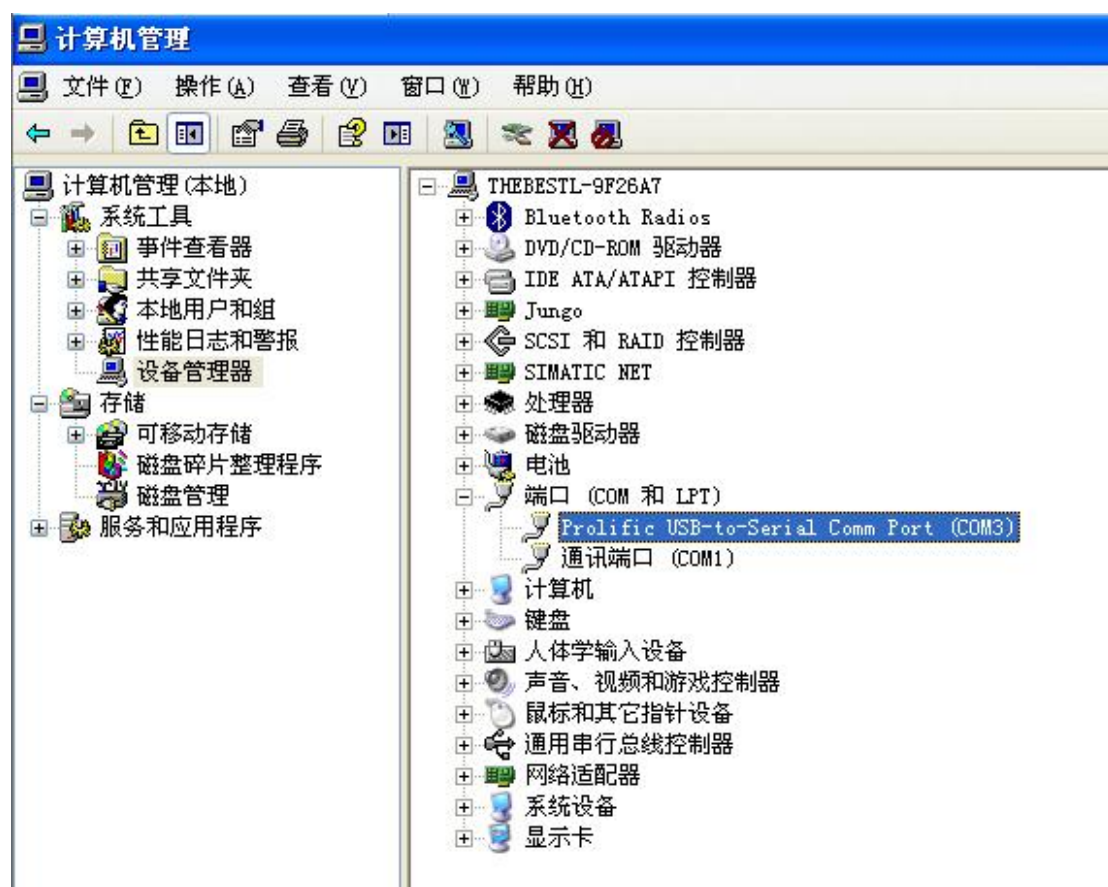 计算机管理
文件(F) 操作(A) 查看(V) 窗口(W) 帮助(H)
计算机管理(本地)
系统工具
事件查看器
共享文件夹
本地用户和组
性能日志和警报
设备管理器
存储
可移动存储
磁盘碎片整理程序
磁盘管理
服务和应用程序
THEBESTL-9F26A7
Bluetooth Radios
DVD/CD-ROM 驱动器
IDE ATA/ATAPI 控制器
Jungo
SCSI 和 RAID 控制器
SIMATIC NET
处理器
磁盘驱动器
电池
端口 (COM 和 LPT)
Prolific USB-to-Serial Comm Port (COM3)
通讯端口 (COM1)
计算机
键盘
人体学输入设备
声音、视频和游戏控制器
鼠标和其它指针设备
通用串行总线控制器
网络适配器
系统设备
显示卡